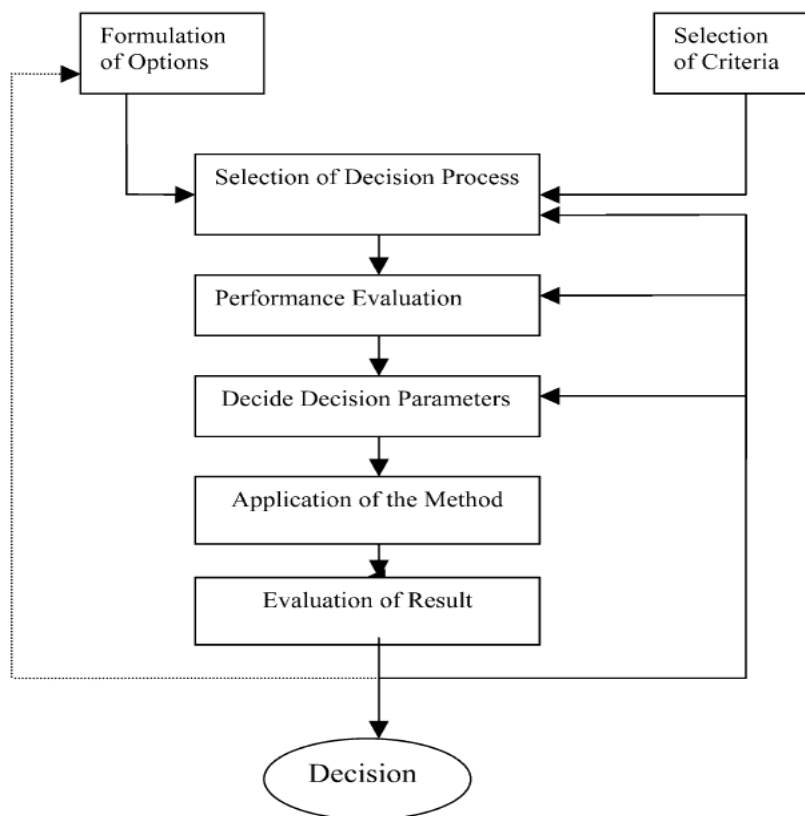 Formulation
of Options
Selection
of Criteria
Selection of Decision Process
Performance Evaluation
Decide Decision Parameters
Application of the Method
Evaluation of Result
Decision